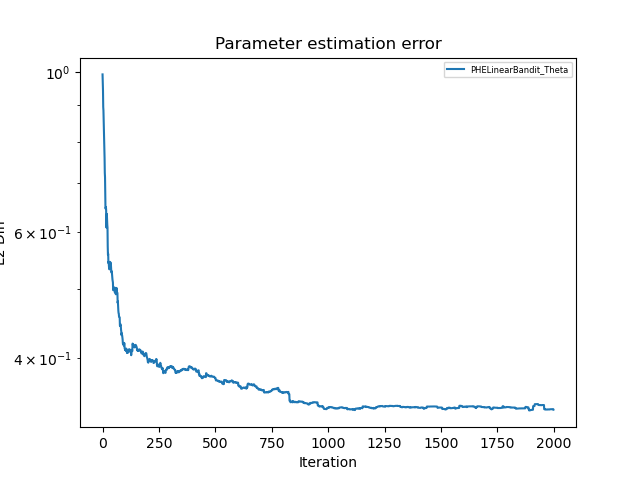 Parameter estimation error
PHELinearBandit_Theta
10⁰
6 × 10⁻¹
4 × 10⁻¹
0 250 500 750 1000 1250 1500 1750 2000
Iteration